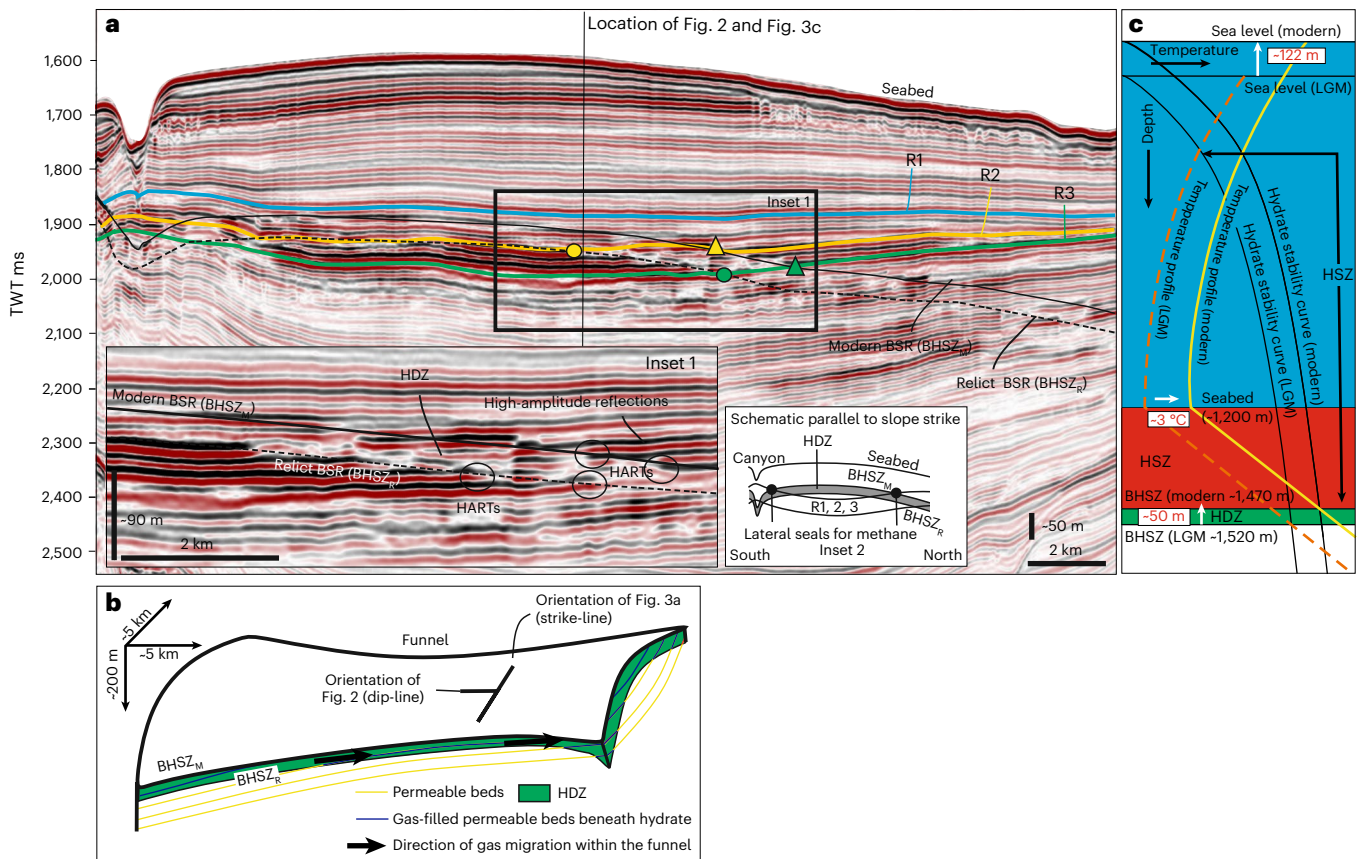 a
Location of Fig. 2 and Fig. 3c
TWT ms
1,600
1,700
1,800
1,900
2,000
2,100
2,200
2,300
2,400
2,500
Seabed
R1
R2
R3
Inset 1
Modern BSR (BHSZM)
Relict BSR (BHSZR)
Inset 1
HDZ
Modern BSR (BHSZM)
High-amplitude reflections
Relict BSR (BHSZR)
HARTs
HARTs
~90 m
2 km
Schematic parallel to slope strike
HDZ
Canyon
Seabed
BHSZM
R1, 2, 3
BHSZR
Lateral seals for methane
Inset 2
South
North
~50 m
2 km
b
~5 km
~5 km
~200 m
Funnel
Orientation of Fig. 3a
(strike-line)
Orientation of
Fig. 2 (dip-line)
BHSZM
BHSZR
Permeable beds
HDZ
Gas-filled permeable beds beneath hydrate
Direction of gas migration within the funnel
c
Sea level (modern)
Temperature
~122 m
Sea level (LGM)
Depth
Tempperature profile (LGM)
Temperature profile (modern)
Hydrate stability curve (LGM)
Hydrate stability curve (modern)
HSZ
Seabed
(~1,200 m)
~3 °C
HSZ
BHSZ (modern ~1,470 m)
~50 m
HDZ
BHSZ (LGM ~1,520 m)